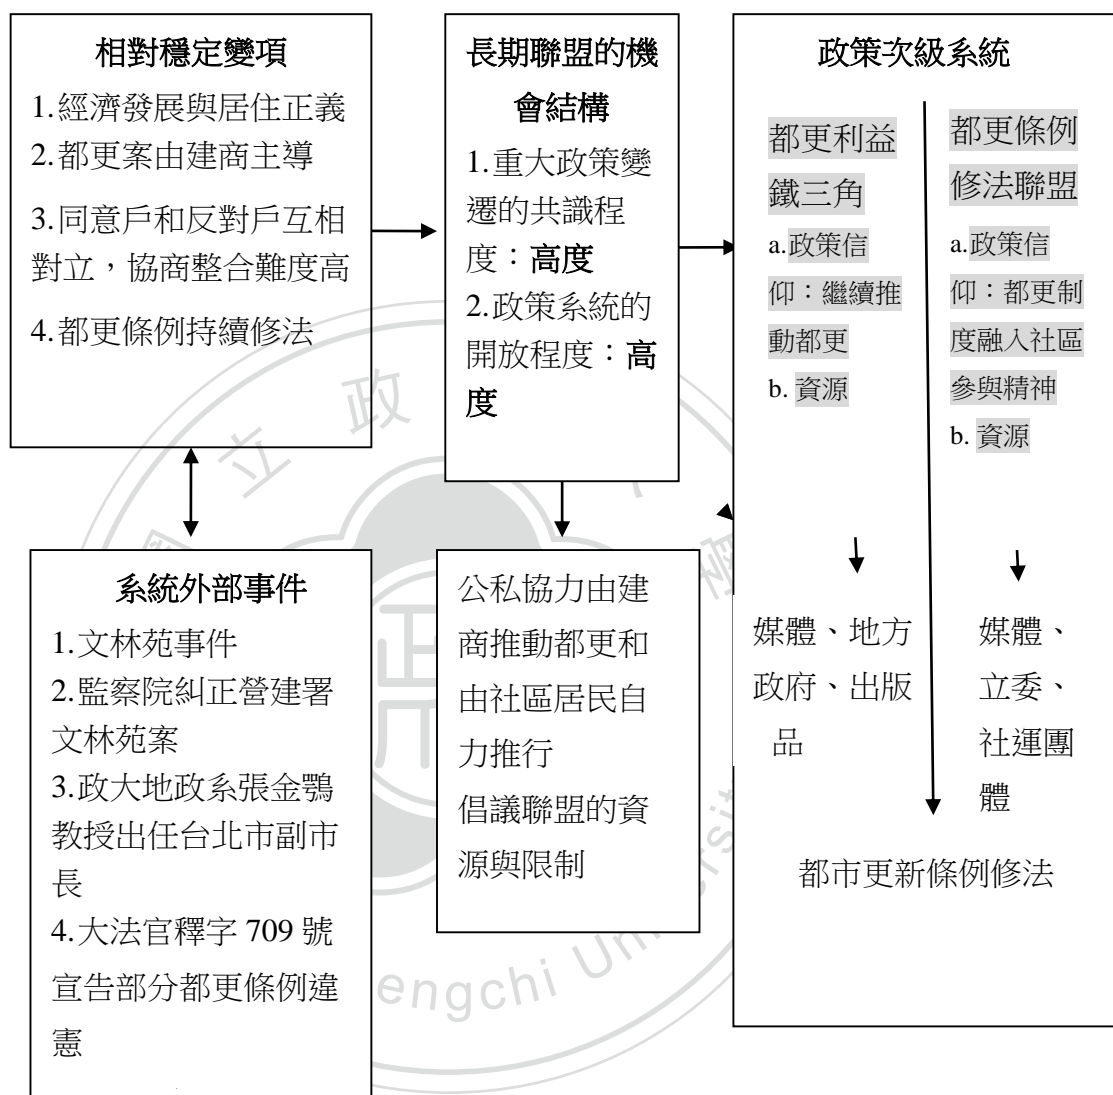 相對穩定變項
1.經濟發展與居住正義
2.都更案由建商主導
3.同意戶和反對戶互相
對立，協商整合難度高
4.都更條例持續修法
長期聯盟的機
會結構
1.重大政策變
遷的共識程
度：高度
2.政策系統的
開放程度：高
度
政策次級系統
都更利益
鐵三角
a.政策信
仰：繼續推
動都更
b. 資源
都更條例
修法聯盟
a.政策信
仰：都更制
度融入社區
參與精神
b. 資源
媒體、地方
政府、出版
品
媒體、
立委、
社運團
體
都市更新條例修法
系統外部事件
1.文林苑事件
2.監察院糾正營建署
文林苑案
3.政大地政系張金鶚
教授出任台北市副市
長
4.大法官釋字 709 號
宣告部分都更條例違
憲
公私協力由建
商推動都更和
由社區居民自
力推行
倡議聯盟的資
源與限制
立 政
engchi Un